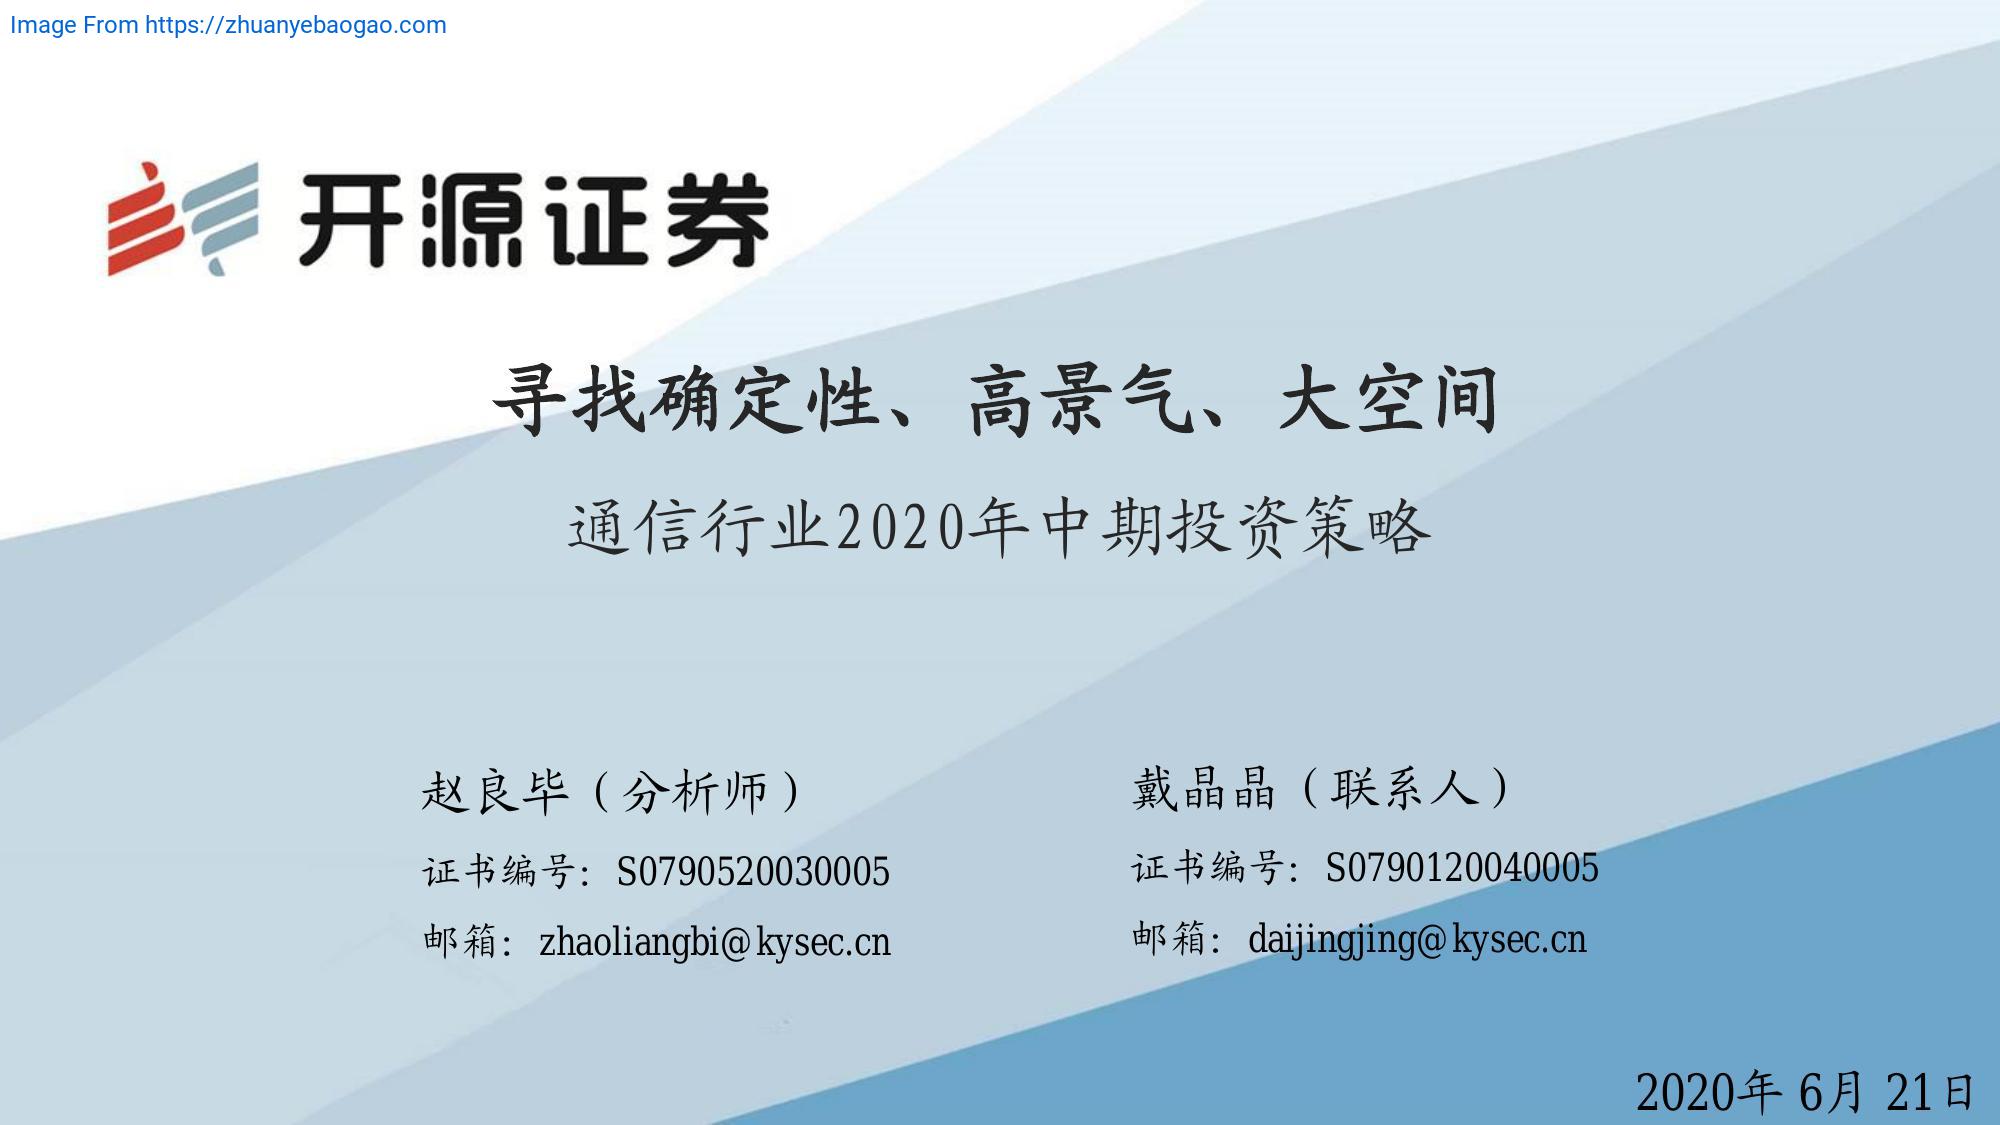 Image From https://zhuanyebaogao.com
开源证券
寻找确定性、高景气、大空间
通信行业2020年中期投资策略
赵良毕（分析师）
证书编号：S0790520030005
邮箱：zhaoliangbi@kysec.cn
戴晶晶（联系人）
证书编号：S0790120040005
邮箱：daijingjing@kysec.cn
2020年 6月 21日